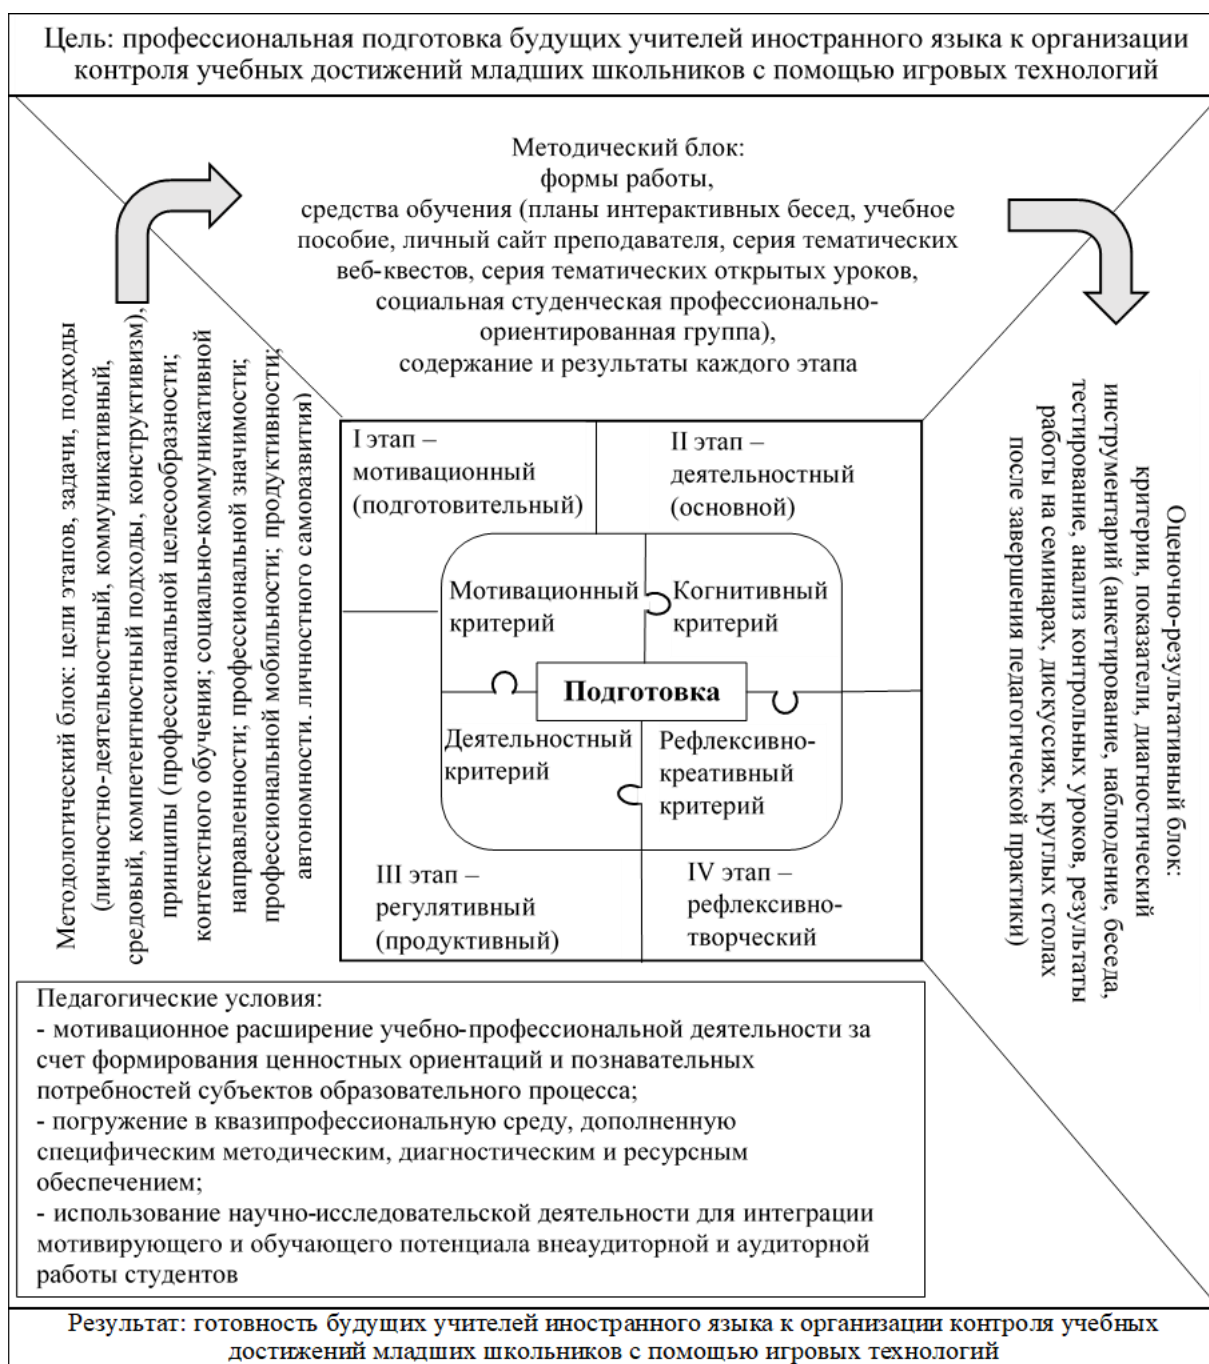 Цель: профессиональная подготовка будущих учителей иностранного языка к организации
контроля учебных достижений младших школьников с помощью игровых технологий
Методический блок:
формы работы,
средства обучения (планы интерактивных бесед, учебное
пособие, личный сайт преподавателя, серия тематических
веб-квестов, серия тематических открытых уроков,
социальная студенческая профессионально-
ориентированная группа),
содержание и результаты каждого этапа
Методологический блок: цели этапов, задачи, подходы
(личностно-деятельностный, коммуникативный,
средовый, компетентностный подходы, конструктивизм),
принципы (профессиональной целесообразности;
контекстного обучения; социально-коммуникативной
направленности; профессиональной значимости;
профессиональной мобильности; продуктивности;
автономности. личностного саморазвития)
I этап –
мотивационный
(подготовительный)
II этап –
деятельностный
(основной)
Мотивационный
критерий
Когнитивный
критерий
Подготовка
Деятельностный
критерий
Рефлексивно-
креативный
критерий
III этап –
регулятивный
(продуктивный)
IV этап –
рефлексивно-
творческий
Оценочно-результативный блок:
критерии, показатели, диагностический
инструментарий (анкетирование, наблюдение, беседа,
тестирование, анализ контрольных уроков, результаты
работы на семинарах, дискуссиях, круглых столах
после завершения педагогической практики)
Педагогические условия:
- мотивационное расширение учебно-профессиональной деятельности за
счет формирования ценностных ориентаций и познавательных
потребностей субъектов образовательного процесса;
- погружение в квазипрофессиональную среду, дополненную
специфическим методическим, диагностическим и ресурсным
обеспечением;
- использование научно-исследовательской деятельности для интеграции
мотивирующего и обучающего потенциала внеаудиторной и аудиторной
работы студентов
Результат: готовность будущих учителей иностранного языка к организации контроля учебных
достижений младших школьников с помощью игровых технологий